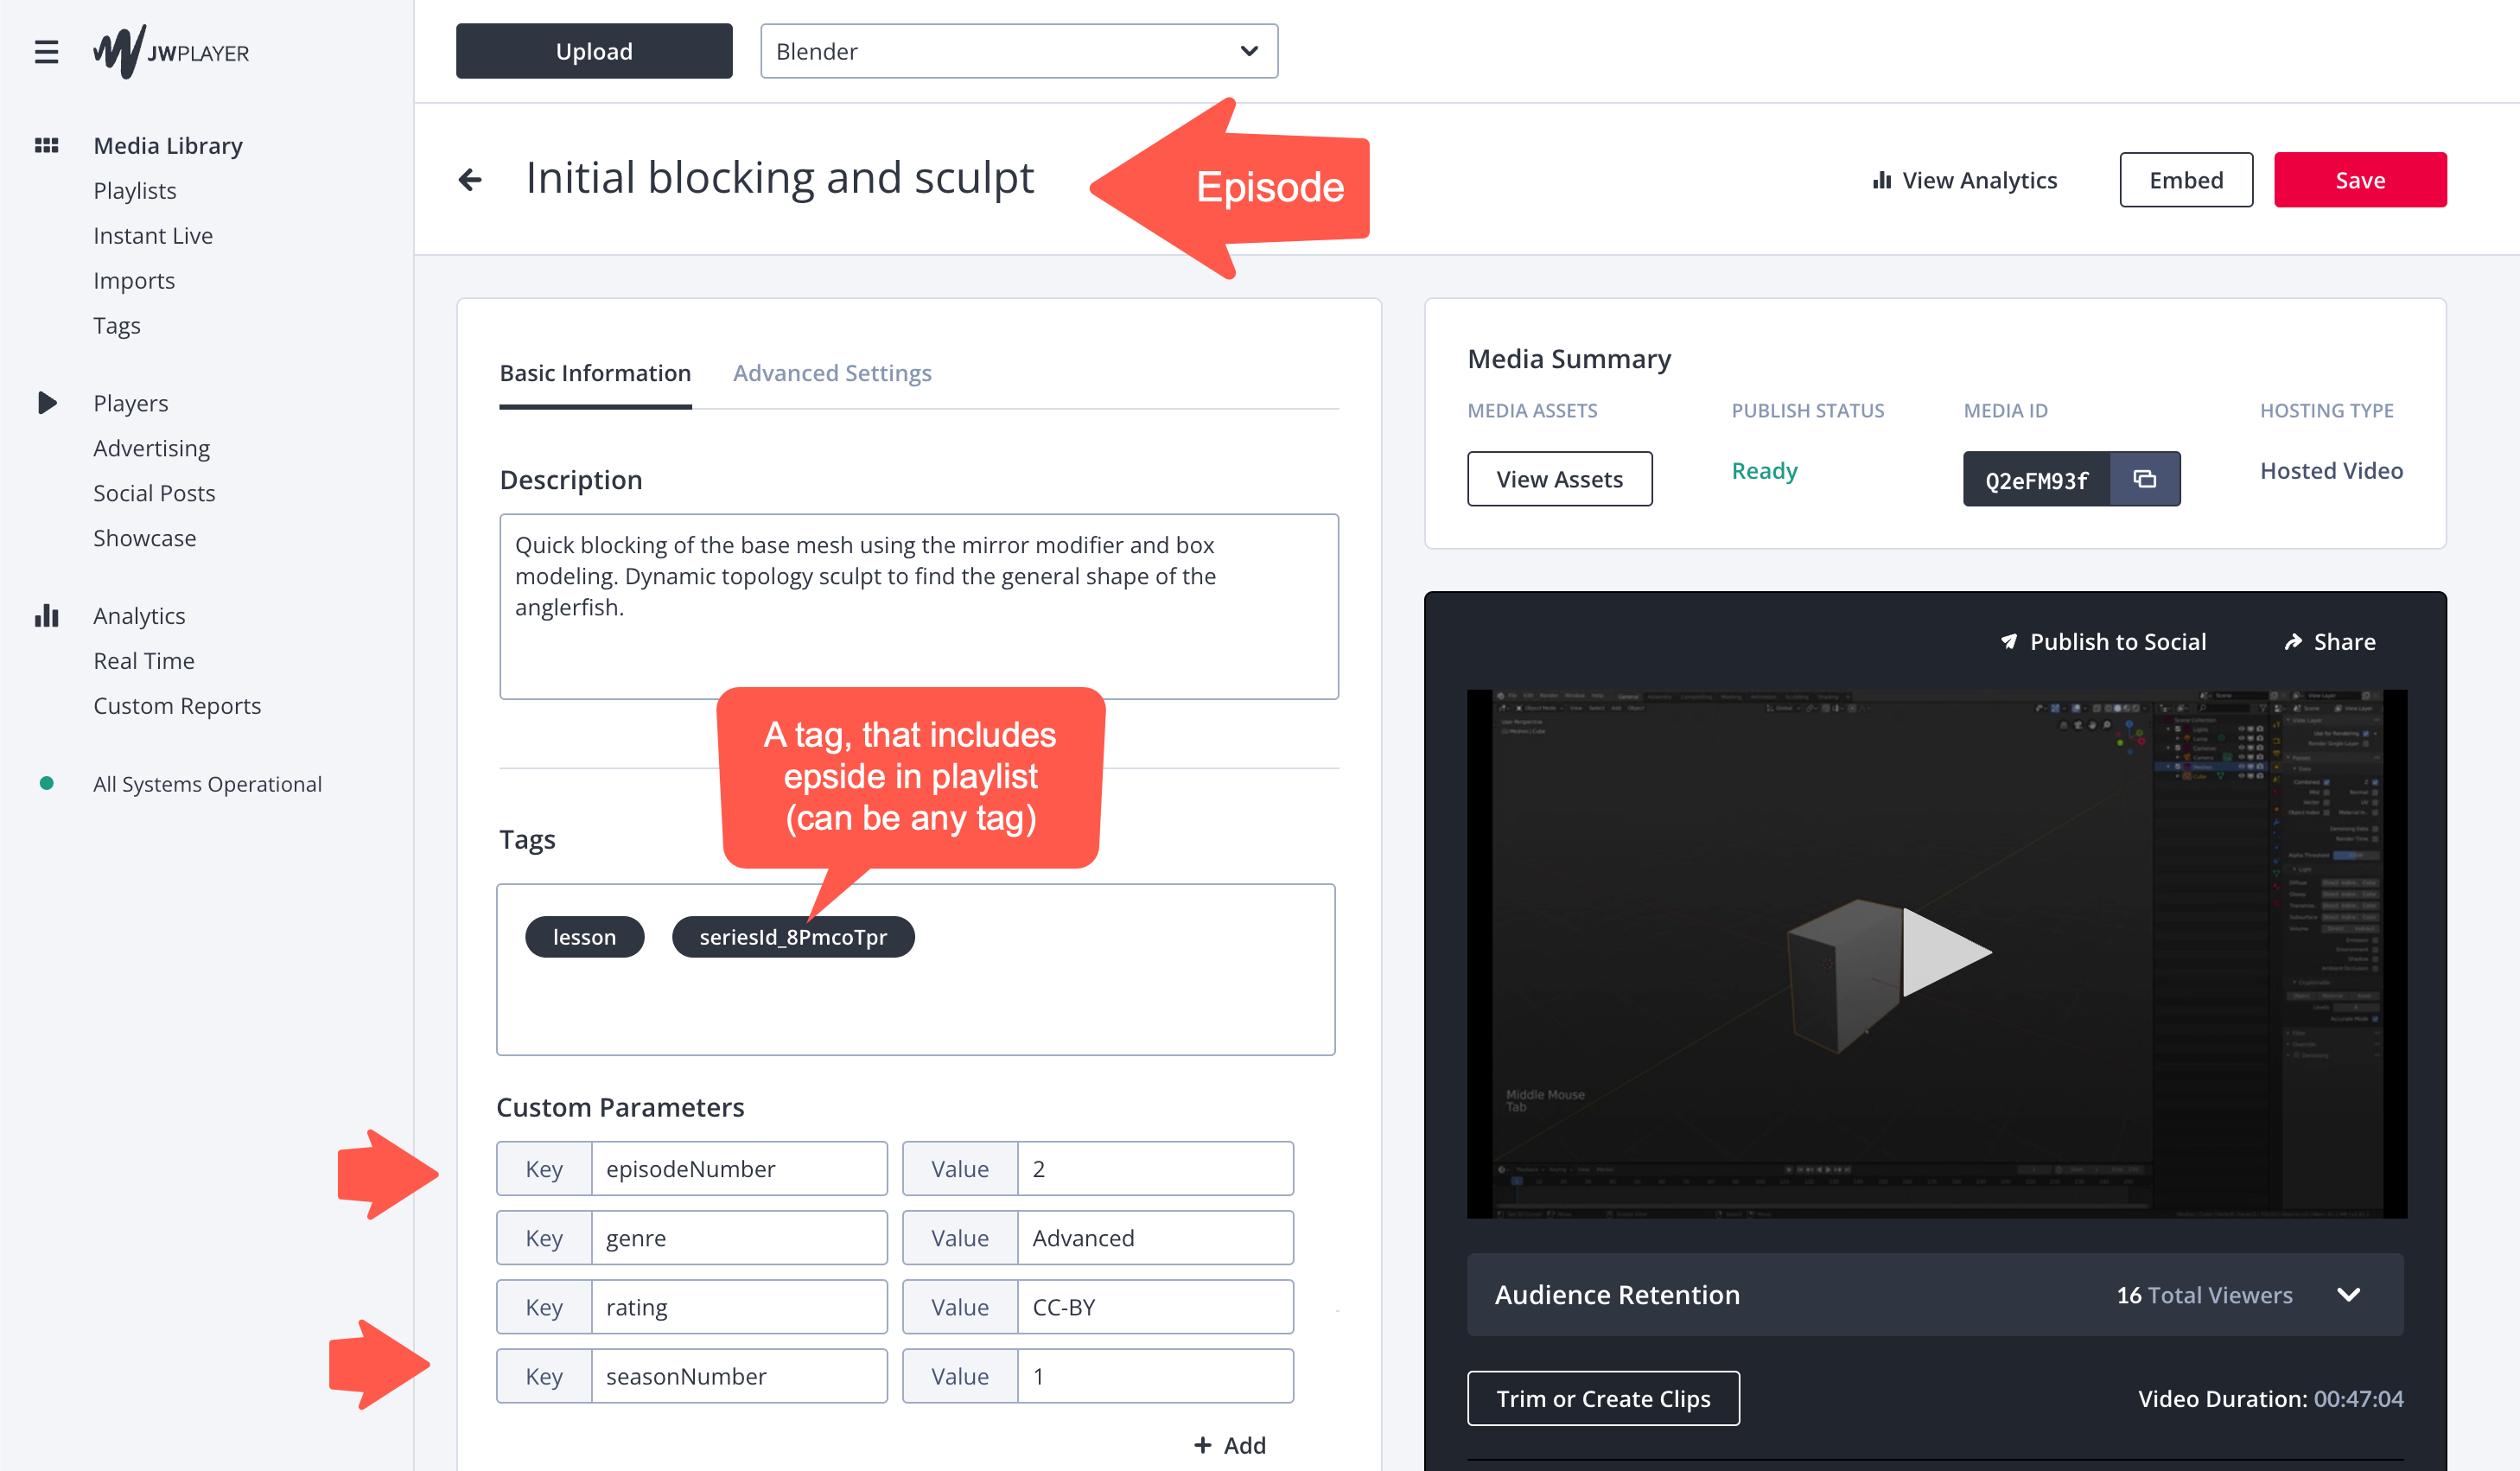 JWPLAYER
Upload
Blender
Media Library
Playlists
Instant Live
Imports
Tags
Players
Advertising
Social Posts
Showcase
Analytics
Real Time
Custom Reports
All Systems Operational
Initial blocking and sculpt
Episode
View Analytics
Embed
Save
Basic Information
Advanced Settings
Description
Quick blocking of the base mesh using the mirror modifier and box
modeling. Dynamic topology sculpt to find the general shape of the
anglerfish.
A tag, that includes
epside in playlist
(can be any tag)
Tags
lesson
seriesId_8PmcoTpr
Custom Parameters
Key episodeNumber Value 2
Key genre Value Advanced
Key rating Value CC-BY
Key seasonNumber Value 1
+ Add
Media Summary
MEDIA ASSETS
PUBLISH STATUS
MEDIA ID
HOSTING TYPE
View Assets
Ready
Q2eFM93f
Hosted Video
Publish to Social
Share
Middle Mouse
Tab
Audience Retention
16 Total Viewers
Trim or Create Clips
Video Duration: 00:47:04